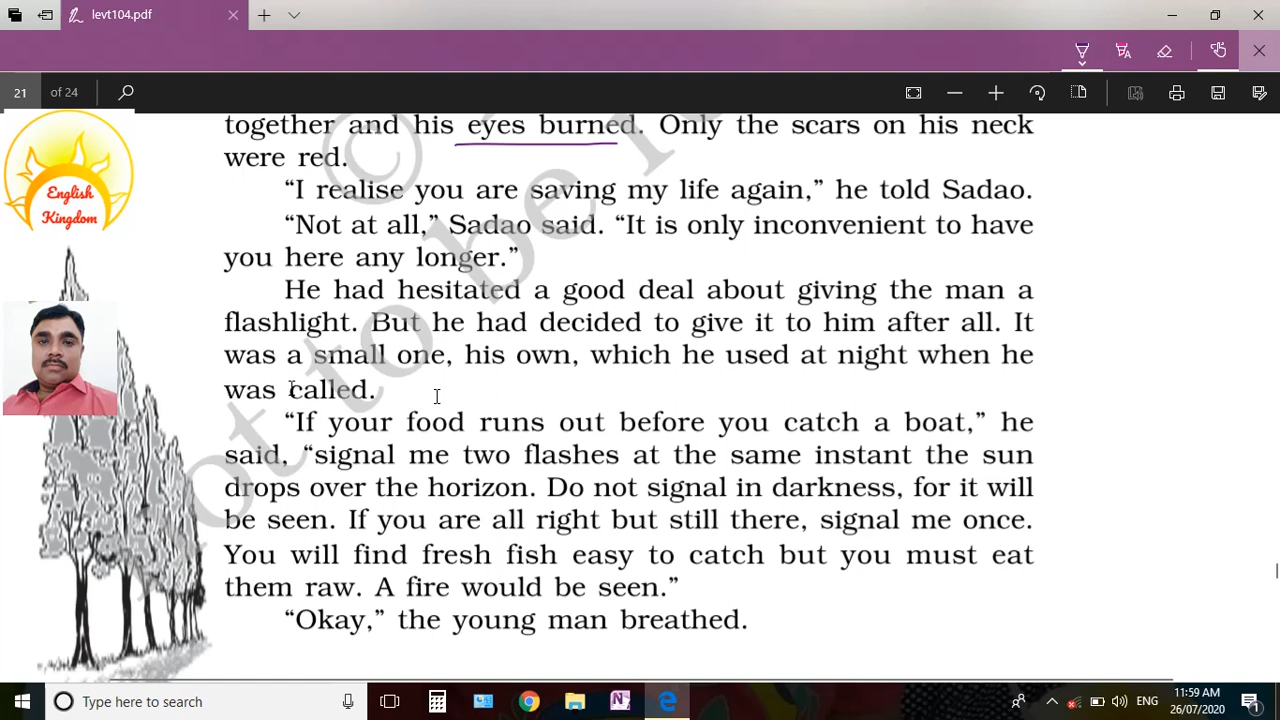 levt104.pdf
21 of 24
English
Kingdom
together and his eyes burned. Only the scars on his neck
were red.
“I realise you are saving my life again,” he told Sadao.
“Not at all,” Sadao said. “It is only inconvenient to have
you here any longer.”
He had hesitated a good deal about giving the man a
flashlight. But he had decided to give it to him after all. It
was a small one, his own, which he used at night when he
was called.
“If your food runs out before you catch a boat,” he
said, “signal me two flashes at the same instant the sun
drops over the horizon. Do not signal in darkness, for it will
be seen. If you are all right but still there, signal me once.
You will find fresh fish easy to catch but you must eat
them raw. A fire would be seen.”
“Okay,” the young man breathed.
© not to be r
Type here to search
ENG
11:59 AM
26/07/2020
1